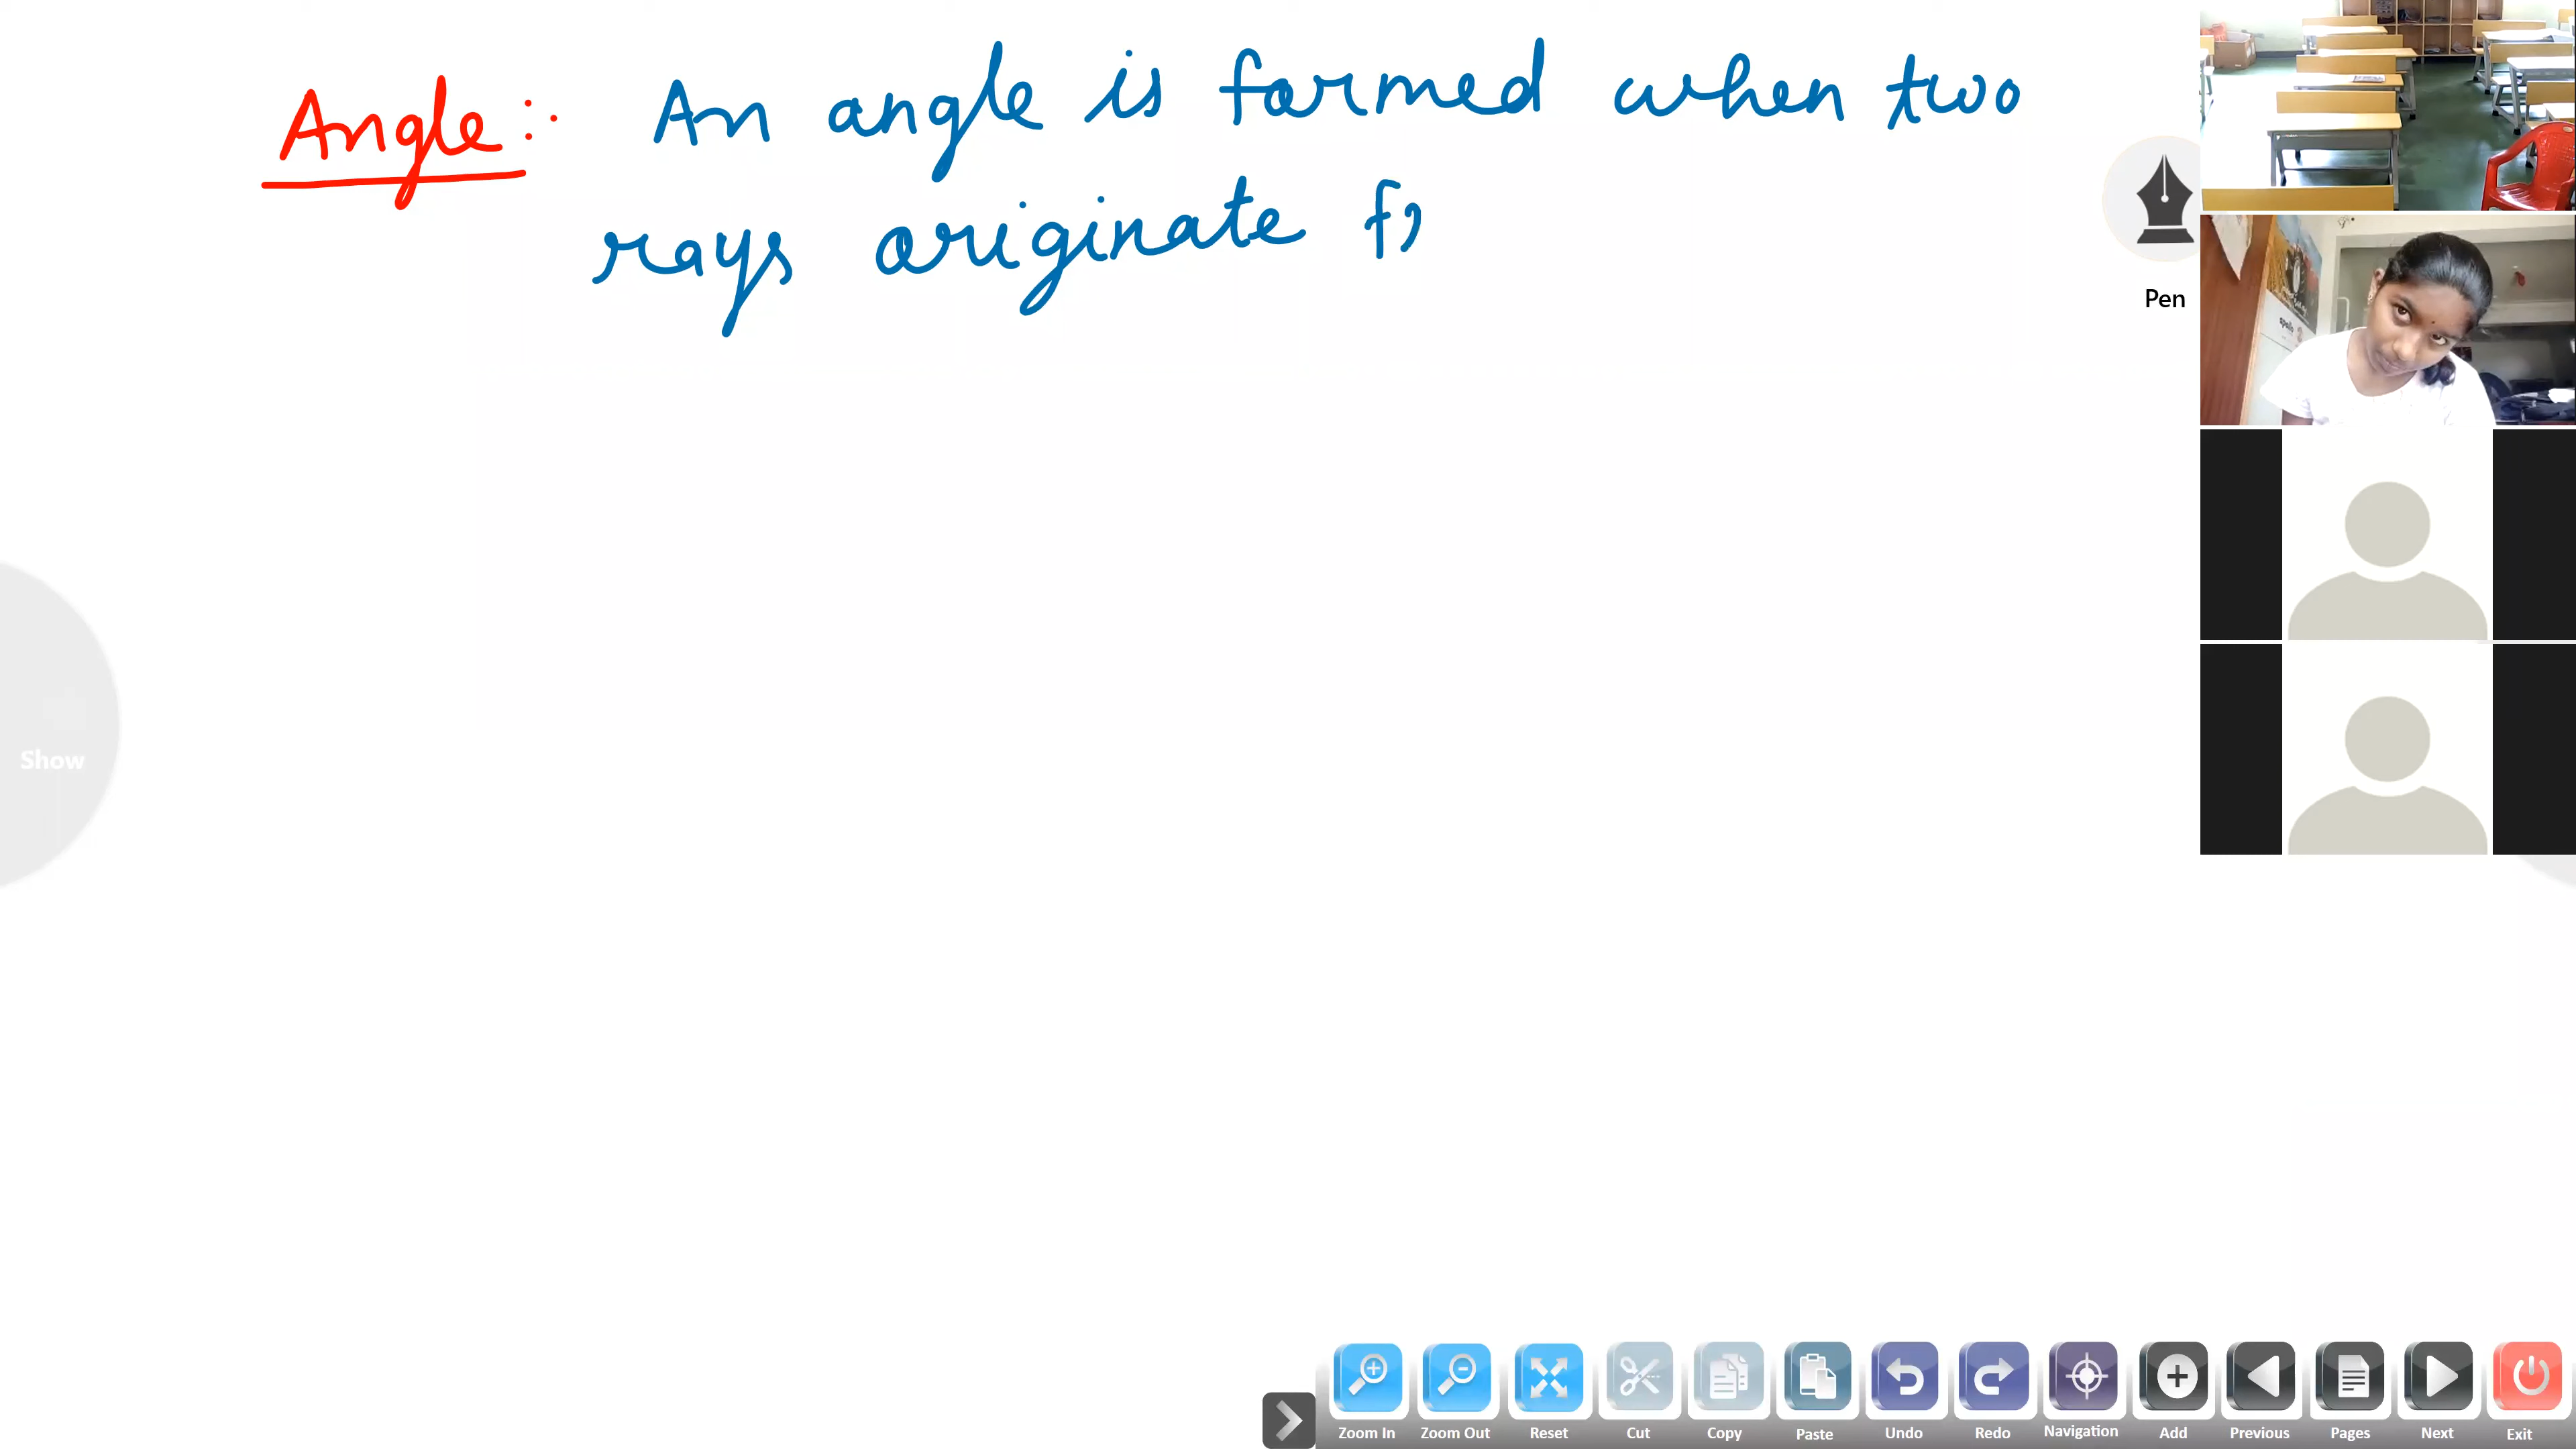 Angle :- An angle is formed when two
rays originate
Pen
Show
Zoom In Zoom Out Reset Cut Copy Paste Undo Redo Navigation Add Previous Pages Next Exit